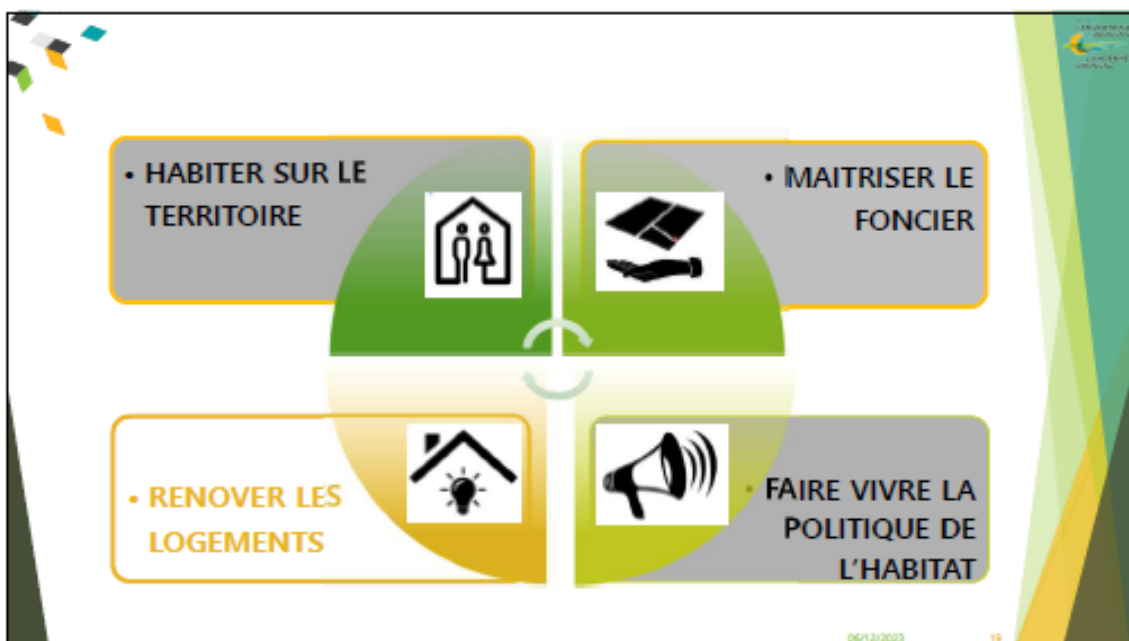 • HABITER SUR LE
TERRITOIRE
• MAITRISER LE
FONCIER
• RENOVER LES
LOGEMENTS
• FAIRE VIVRE LA
POLITIQUE DE
L'HABITAT
06/12/2023
19